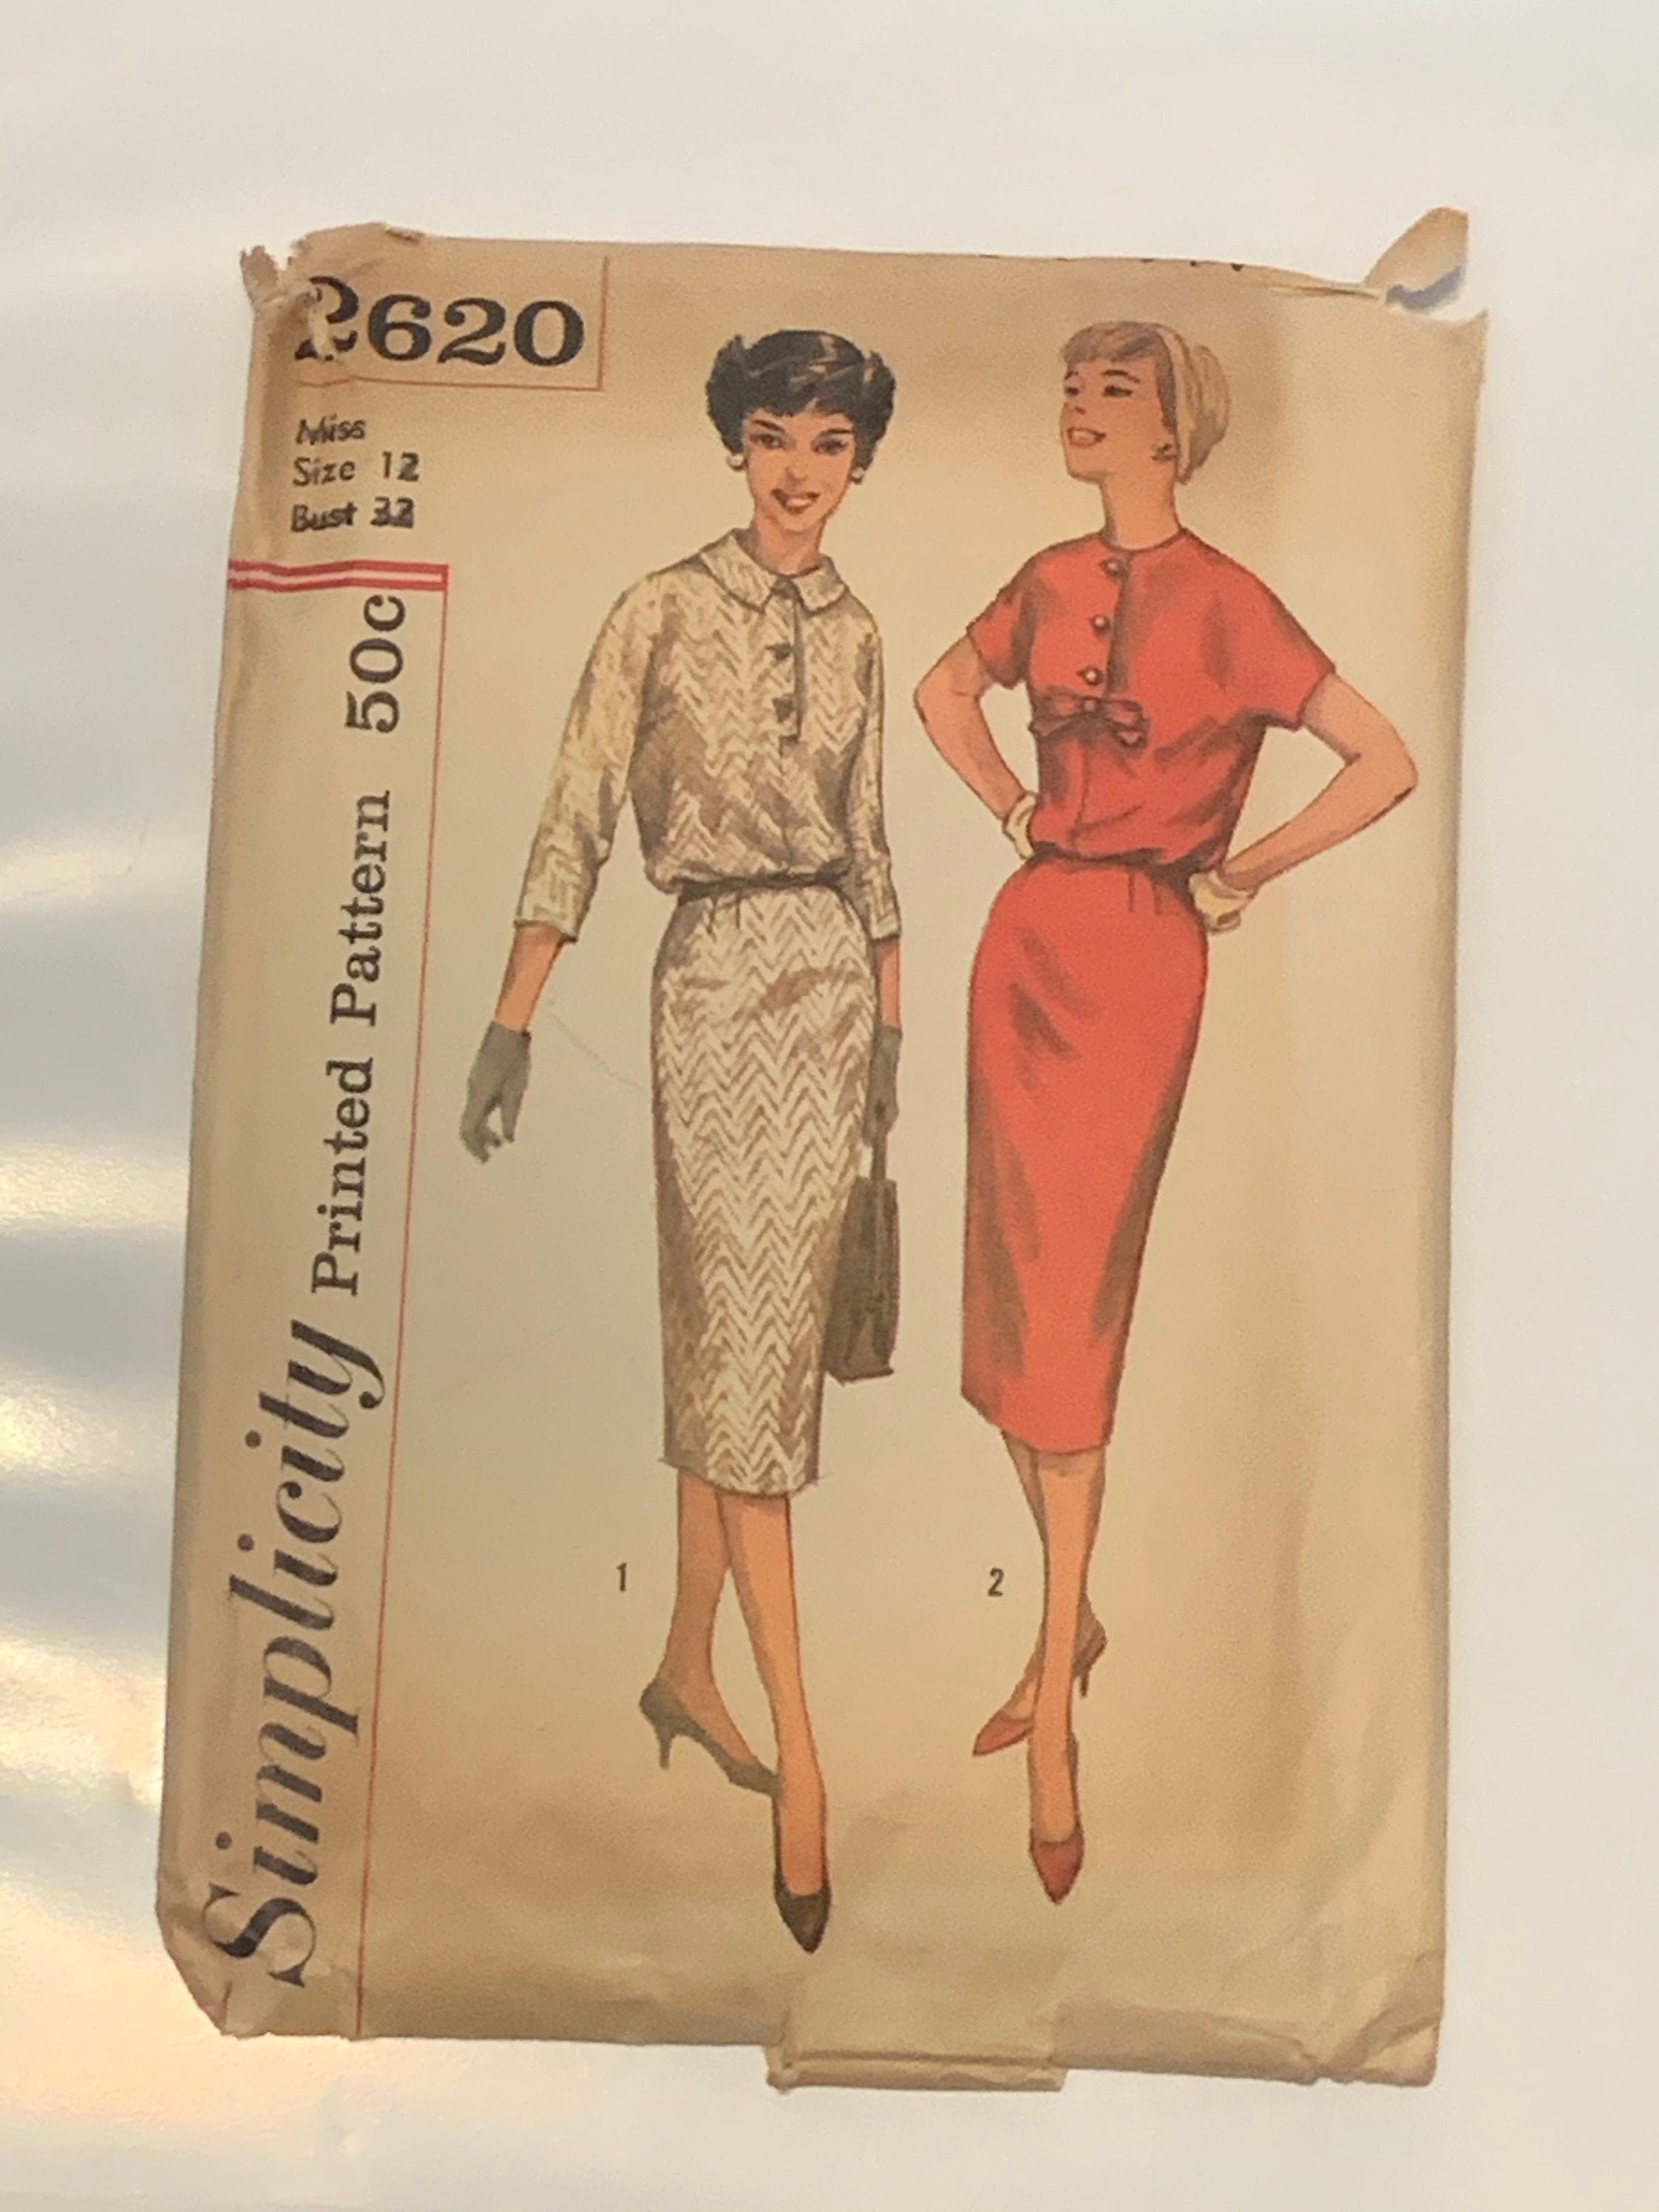 2620
Miss
Size 12
Bust 32
Simplicity Printed Pattern 50c
1
2